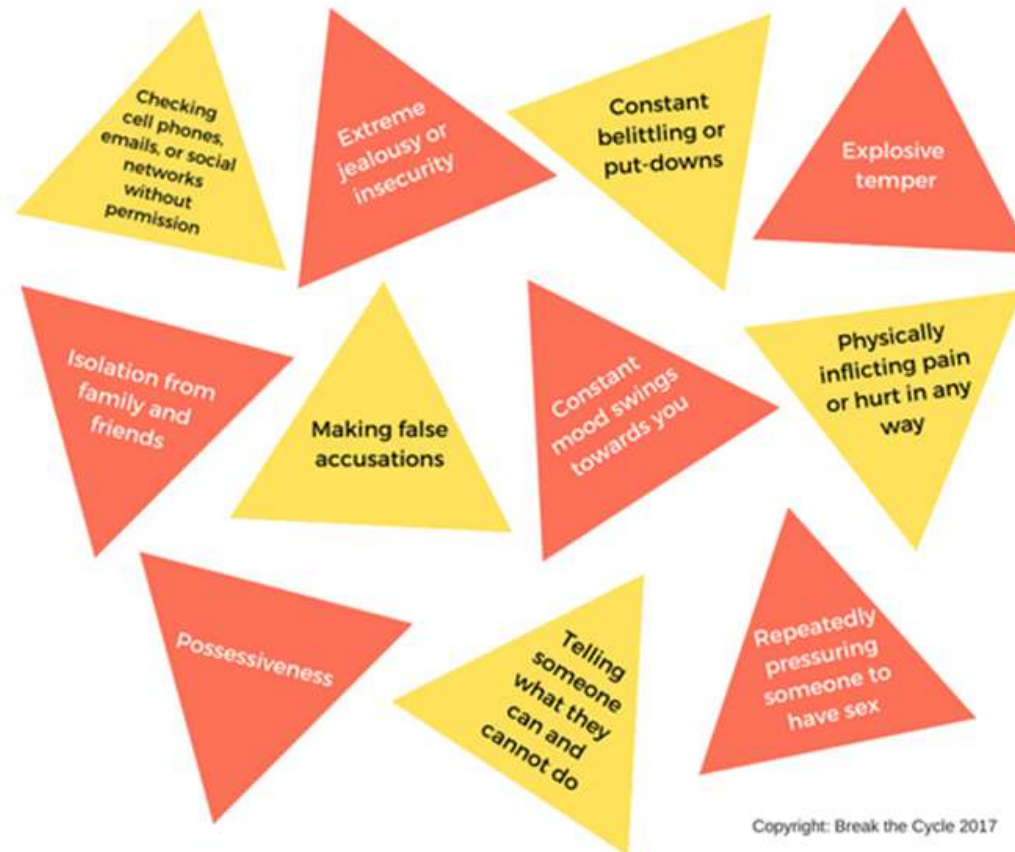 Checking
cell phones,
emails, or social
networks
without
permission
Extreme
jealousy or
insecurity
Constant
belittling or
put-downs
Explosive
temper
Isolation from
family and
friends
Making false
accusations
Constant
mood swings
towards you
Physically
inflicting pain
or hurt in any
way
Possessiveness
Telling
someone
what they
can and
cannot do
Repeatedly
pressuring
someone to
have sex
Copyright: Break the Cycle 2017